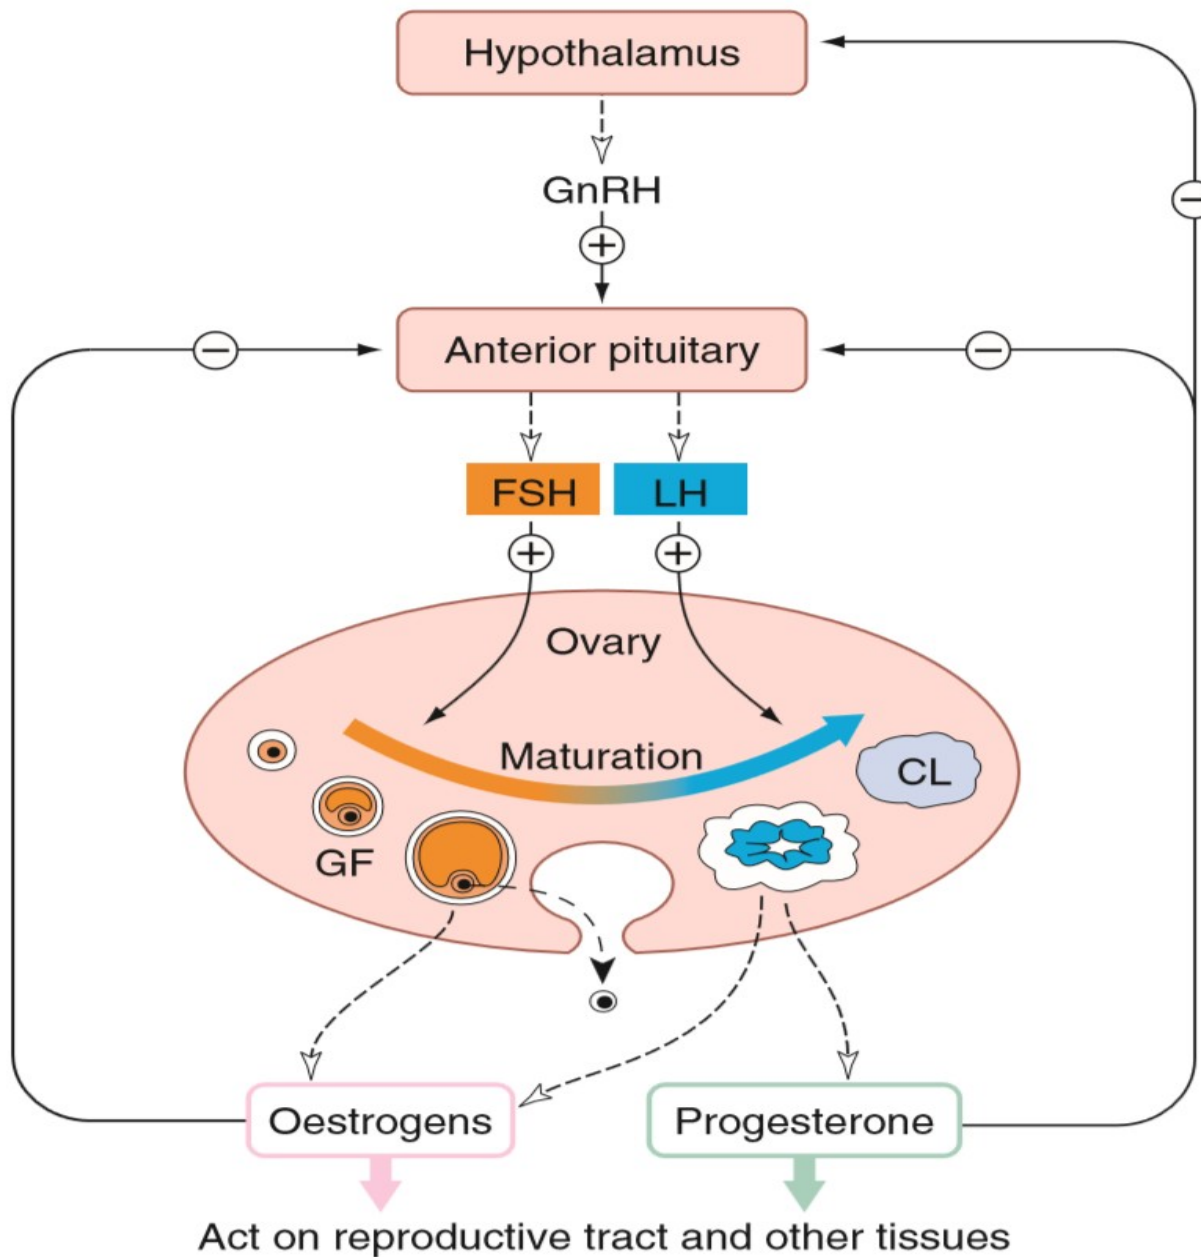 Hypothalamus
GnRH
+
−
Anterior pituitary
−
−
FSH LH
+ +
Ovary
Maturation
CL
GF
Oestrogens
Progesterone
Act on reproductive tract and other tissues